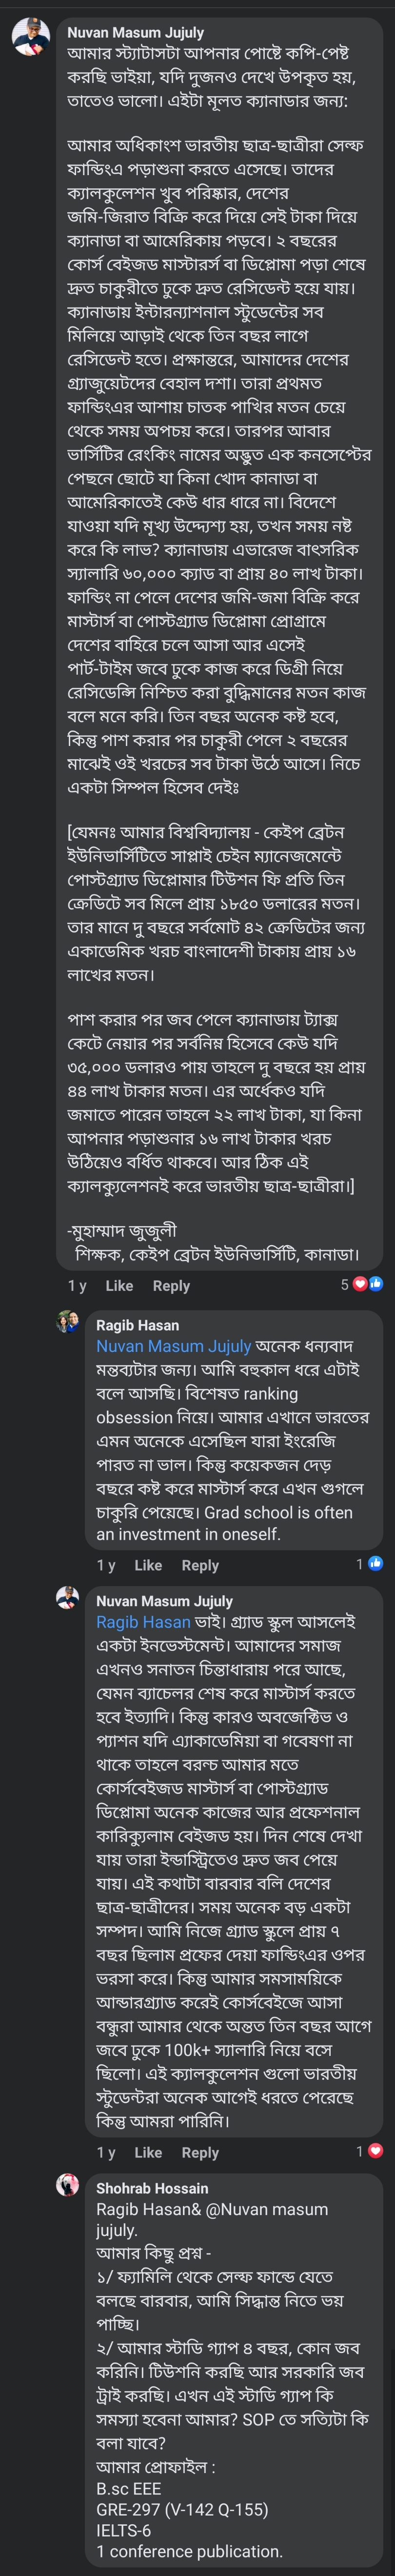 Nuvan Masum Jujuly
আমার স্ট্যাটাসটা আপনার পোষ্টে কপি-পেষ্ট
করছি ভাইয়া, যদি দুজনও দেখে উপকৃত হয়,
তাতেও ভালো। এইটা মূলত ক্যানাডার জন্য:
আমার অধিকাংশ ভারতীয় ছাত্র-ছাত্রীরা সেল্ফ
ফান্ডিংএ পড়াশুনা করতে এসেছে। তাদের
ক্যালকুলেশন খুব পরিষ্কার, দেশের
জমি-জিরাত বিক্রি করে দিয়ে সেই টাকা দিয়ে
ক্যানাডা বা আমেরিকায় পড়বে। ২ বছরের
কোর্স বেইজড মাস্টারর্স বা ডিপ্লোমা পড়া শেষে
দ্রুত চাকুরীতে ঢুকে দ্রুত রেসিডেন্ট হয়ে যায়।
ক্যানাডায় ইন্টারন্যাশনাল স্টুডেন্টের সব
মিলিয়ে আড়াই থেকে তিন বছর লাগে
রেসিডেন্ট হতে। প্রক্ষান্তরে, আমাদের দেশের
গ্র্যাজুয়েটদের বেহাল দশা। তারা প্রথমত
ফান্ডিংএর আশায় চাতক পাখির মতন চেয়ে
থেকে সময় অপচয় করে। তারপর আবার
ভার্সিটির রেংকিং নামের অদ্ভুত এক কনসেপ্টের
পেছনে ছোটে যা কিনা খোদ কানাডা বা
আমেরিকাতেই কেউ ধার ধারে না। বিদেশে
যাওয়া যদি মূখ্য উদ্দ্যেশ্য হয়, তখন সময় নষ্ট
করে কি লাভ? ক্যানাডায় এভারেজ বাৎসরিক
স্যালারি ৬০,০০০ ক্যাড বা প্রায় ৪০ লাখ টাকা।
ফান্ডিং না পেলে দেশের জমি-জমা বিক্রি করে
মাস্টার্স বা পোস্টগ্র্যাড ডিপ্লোমা প্রোগ্রামে
দেশের বাহিরে চলে আসা আর এসেই
পার্ট-টাইম জবে ঢুকে কাজ করে ডিগ্রী নিয়ে
রেসিডেন্সি নিশ্চিত করা বুদ্ধিমানের মতন কাজ
বলে মনে করি। তিন বছর অনেক কষ্ট হবে,
কিন্তু পাশ করার পর চাকুরী পেলে ২ বছরের
মাঝেই ওই খরচের সব টাকা উঠে আসে। নিচে
একটা সিম্পল হিসেব দেইঃ
[যেমনঃ আমার বিশ্ববিদ্যালয় - কেইপ ব্রেটন
ইউনিভার্সিটিতে সাপ্লাই চেইন ম্যানেজমেন্টে
পোস্টগ্র্যাড ডিপ্লোমার টিউশন ফি প্রতি তিন
ক্রেডিটে সব মিলে প্রায় ১৮৫০ ডলারের মতন।
তার মানে দু বছরে সর্বমোট ৪২ ক্রেডিটের জন্য
একাডেমিক খরচ বাংলাদেশী টাকায় প্রায় ১৬
লাখের মতন।
পাশ করার পর জব পেলে ক্যানাডায় ট্যাক্স
কেটে নেয়ার পর সর্বনিম্ন হিসেবে কেউ যদি
৩৫,০০০ ডলারও পায় তাহলে দু বছরে হয় প্রায়
৪৪ লাখ টাকার মতন। এর অর্ধেকও যদি
জমাতে পারেন তাহলে ২২ লাখ টাকা, যা কিনা
আপনার পড়াশুনার ১৬ লাখ টাকার খরচ
উঠিয়েও বর্ধিত থাকবে। আর ঠিক এই
ক্যালকুলেশনই করে ভারতীয় ছাত্র-ছাত্রীরা।]
-মুহাম্মাদ জুজুলী
শিক্ষক, কেইপ ব্রেটন ইউনিভার্সিটি, কানাডা।
1 y Like Reply 5
Ragib Hasan
Nuvan Masum Jujuly অনেক ধন্যবাদ
মন্তব্যটার জন্য। আমি বহুকাল ধরে এটাই
বলে আসছি। বিশেষত ranking
obsession নিয়ে। আমার এখানে ভারতের
এমন অনেকে এসেছিল যারা ইংরেজি
পারত না ভাল। কিন্তু কয়েকজন দেড়
বছরে কষ্ট করে মাস্টার্স করে এখন গুগলে
চাকুরি পেয়েছে। Grad school is often
an investment in oneself.
1 y Like Reply 1
Nuvan Masum Jujuly
Ragib Hasan ভাই। গ্র্যাড স্কুল আসলেই
একটা ইনভেস্টমেন্ট। আমাদের সমাজ
এখনও সনাতন চিন্তাধারায় পরে আছে,
যেমন ব্যাচেলর শেষ করে মাস্টার্স করতে
হবে ইত্যাদি। কিন্তু কারও অবজেক্টিভ ও
প্যাশন যদি এ্যাকাডেমিয়া বা গবেষণা না
থাকে তাহলে বরন্চ আমার মতে
কোর্সবেইজড মাস্টার্স বা পোস্টগ্র্যাড
ডিপ্লোমা অনেক কাজের আর প্রফেশনাল
কারিক্যুলাম বেইজড হয়। দিন শেষে দেখা
যায় তারা ইন্ডাস্ট্রিতেও দ্রুত জব পেয়ে
যায়। এই কথাটা বারবার বলি দেশের
ছাত্র-ছাত্রীদের। সময় অনেক বড় একটা
সম্পদ। আমি নিজে গ্র্যাড স্কুলে প্রায় ৭
বছর ছিলাম প্রফের দেয়া ফান্ডিংএর ওপর
ভরসা করে। কিন্তু আমার সমসাময়িকে
আন্ডারগ্র্যাড করেই কোর্সবেইজে আসা
বন্ধুরা আমার থেকে অন্তত তিন বছর আগে
জবে ঢুকে 100k+ স্যালারি নিয়ে বসে
ছিলো। এই ক্যালকুলেশন গুলো ভারতীয়
স্টুডেন্টরা অনেক আগেই ধরতে পেরেছে
কিন্তু আমরা পারিনি।
1 y Like Reply 1
Shohrab Hossain
Ragib Hasan& @Nuvan masum
jujuly.
আমার কিছু প্রশ্ন -
১/ ফ্যামিলি থেকে সেল্ফ ফান্ডে যেতে
বলছে বারবার, আমি সিদ্ধান্ত নিতে ভয়
পাচ্ছি।
২/ আমার স্টাডি গ্যাপ ৪ বছর, কোন জব
করিনি। টিউশনি করছি আর সরকারি জব
ট্রাই করছি। এখন এই স্টাডি গ্যাপ কি
সমস্যা হবেনা আমার? SOP তে সত্যিটা কি
বলা যাবে?
আমার প্রোফাইল :
B.sc EEE
GRE-297 (V-142 Q-155)
IELTS-6
1 conference publication.